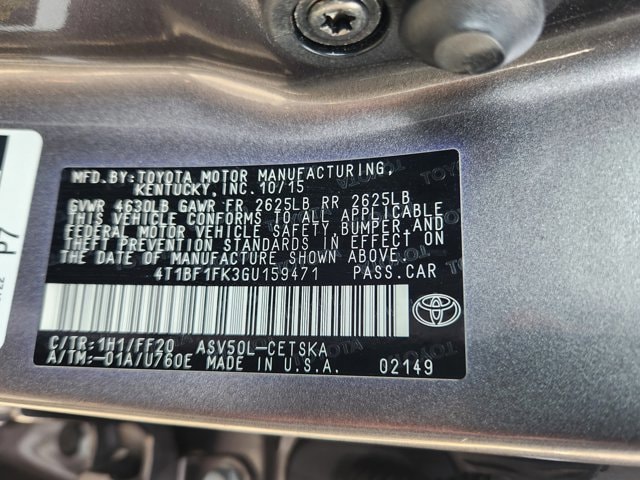 MFD.BY:TOYOTA MOTOR MANUFACTURING,
KENTUCKY, INC. 10/15
GVWR 4630LB GAWR FR 2625LB RR 2625LB
THIS VEHICLE CONFORMS TO ALL APPLICABLE
FEDERAL MOTOR VEHICLE SAFETY, BUMPER, AND
THEFT PREVENTION STANDARDS IN EFFECT ON
THE DATE OF MANUFACTURE SHOWN ABOVE.
4T1BF1FK3GU159471 PASS.CAR
C/TR:1H1/FF20 ASV50L-CETSKA
A/TM:-01A/U760E MADE IN U.S.A. 02149
P7